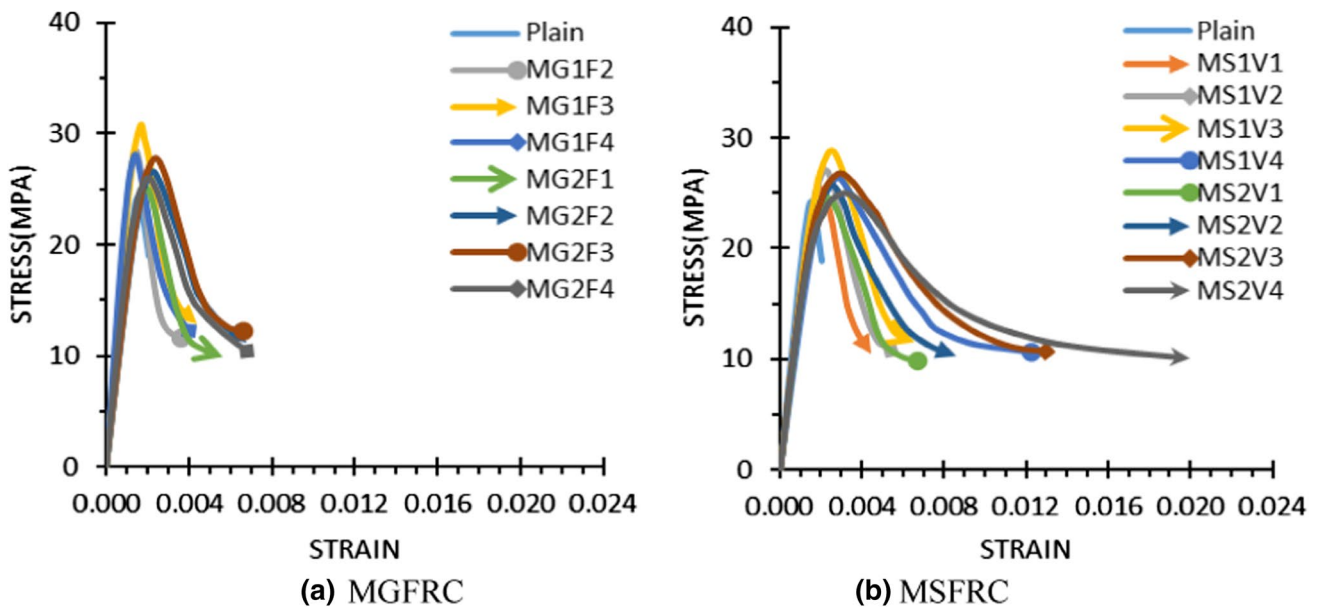 40
30
20
10
0
STRESS(MPA)
0.000 0.004 0.008 0.012 0.016 0.020 0.024
STRAIN
Plain
MG1F2
MG1F3
MG1F4
MG2F1
MG2F2
MG2F3
MG2F4
(a) MGFRC
40
30
20
10
0
STRESS(MPA)
0.000 0.004 0.008 0.012 0.016 0.020 0.024
STRAIN
Plain
MS1V1
MS1V2
MS1V3
MS1V4
MS2V1
MS2V2
MS2V3
MS2V4
(b) MSFRC